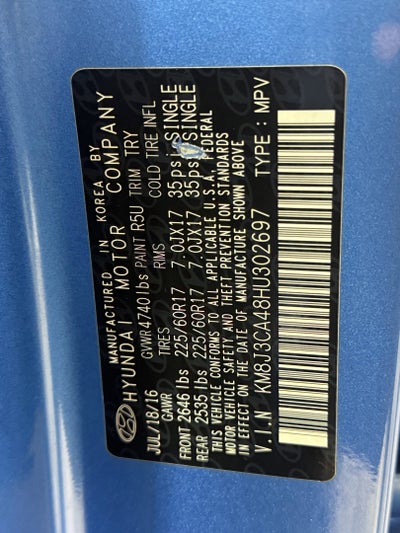 MANUFACTURED IN KOREA BY
HYUNDAI MOTOR COMPANY
JUL/18/16 GVWR 4740 lbs PAINT R5U TRIM TRY
GAWR TIRES RIMS COLD TIRE INFL
FRONT 2646 lbs 225/60R17 7.0JX17 35psi SINGLE
REAR 2535 lbs 225/60R17 7.0JX17 35psi SINGLE
THIS VEHICLE CONFORMS TO ALL APPLICABLE U.S.A. FEDERAL
MOTOR VEHICLE SAFETY AND THEFT PREVENTION STANDARDS
IN EFFECT ON THE DATE OF MANUFACTURE SHOWN ABOVE
V.I.N : KM8J3CA48HU302697 TYPE : MPV